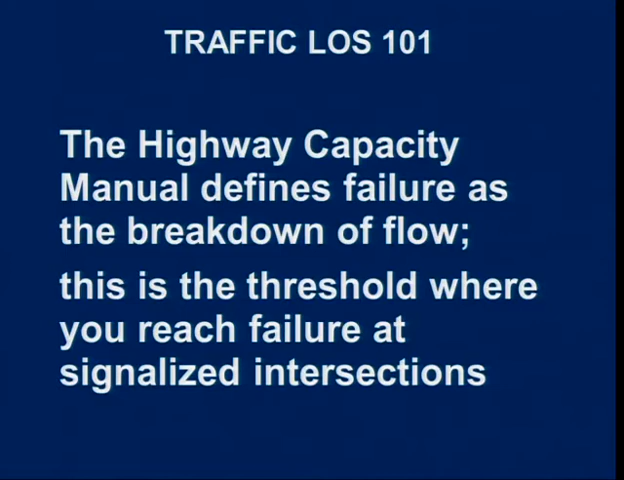 TRAFFIC LOS 101
The Highway Capacity
Manual defines failure as
the breakdown of flow;
this is the threshold where
you reach failure at
signalized intersections